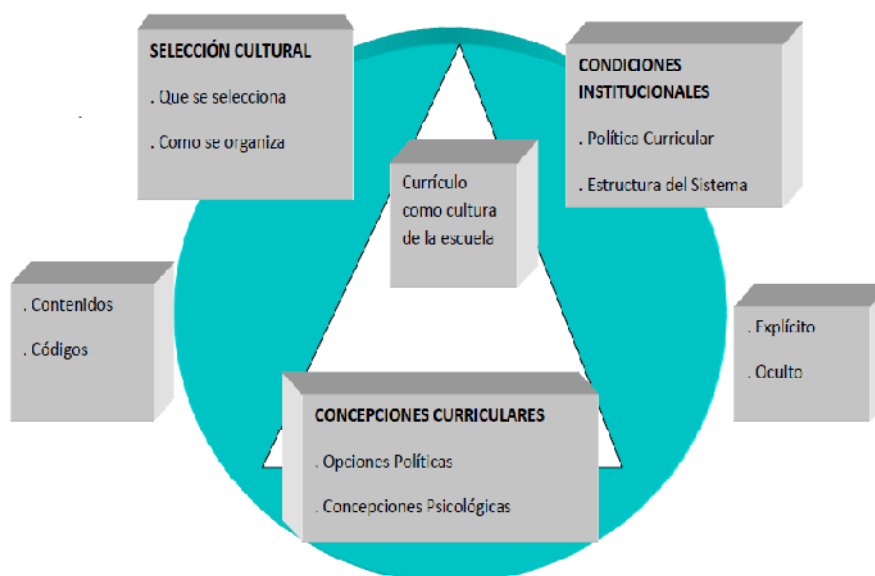 SELECCIÓN CULTURAL
. Que se selecciona
. Como se organiza
CONDICIONES
INSTITUCIONALES
. Política Curricular
. Estructura del Sistema
Currículo
como cultura
de la escuela
. Contenidos
. Códigos
. Explícito
. Oculto
CONCEPCIONES CURRICULARES
. Opciones Políticas
. Concepciones Psicológicas